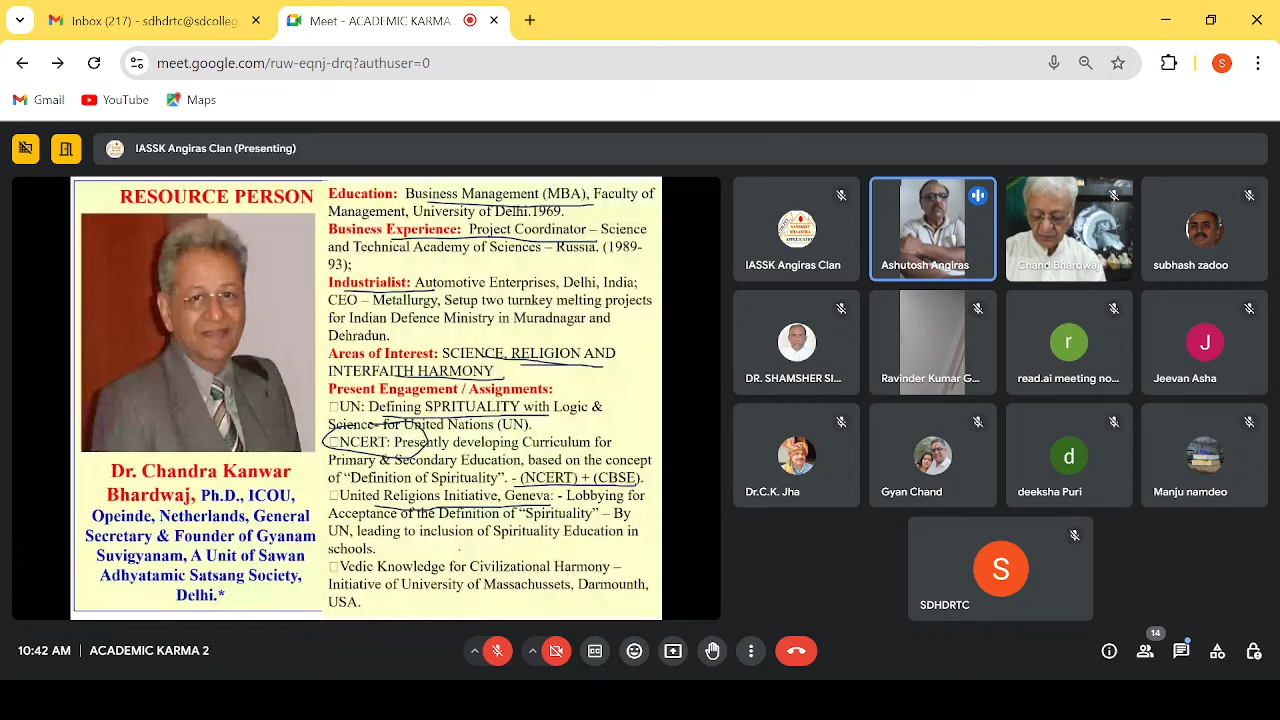 Inbox (217) - sdhdrtc@sdcolleg
Meet - ACADEMIC KARMA
meet.google.com/ruw-eqnj-drq?authuser=0
S
Gmail
YouTube
Maps
IASSK Angiras Clan (Presenting)
RESOURCE PERSON
Dr. Chandra Kanwar
Bhardwaj, Ph.D., ICOU,
Opeinde, Netherlands, General
Secretary & Founder of Gyanam
Suvigyanam, A Unit of Sawan
Adhyatamic Satsang Society,
Delhi.*
Education: Business Management (MBA), Faculty of
Management, University of Delhi.1969.
Business Experience: Project Coordinator – Science
and Technical Academy of Sciences – Russia. (1989-
93);
Industrialist: Automotive Enterprises, Delhi, India;
CEO – Metallurgy, Setup two turnkey melting projects
for Indian Defence Ministry in Muradnagar and
Dehradun.
Areas of Interest: SCIENCE, RELIGION AND
INTERFAITH HARMONY
Present Engagement / Assignments:
□UN: Defining SPRITUALITY with Logic &
Science- for United Nations (UN).
□NCERT: Presently developing Curriculum for
Primary & Secondary Education, based on the concept
of “Definition of Spirituality”. - (NCERT) + (CBSE).
□United Religions Initiative, Geneva: - Lobbying for
Acceptance of the Definition of “Spirituality” – By
UN, leading to inclusion of Spirituality Education in
schools.
□Vedic Knowledge for Civilizational Harmony –
Initiative of University of Massachussets, Darmouth,
USA.
IASSK Angiras Clan
Ashutosh Angiras
Chand Bhardwaj
subhash zadoo
DR. SHAMSHER SI...
Ravinder Kumar G...
r
read.ai meeting no...
J
Jeevan Asha
Dr.C.K. Jha
Gyan Chand
d
deeksha Puri
Manju namdeo
S
SDHDRTC
10:42 AM
ACADEMIC KARMA 2
14